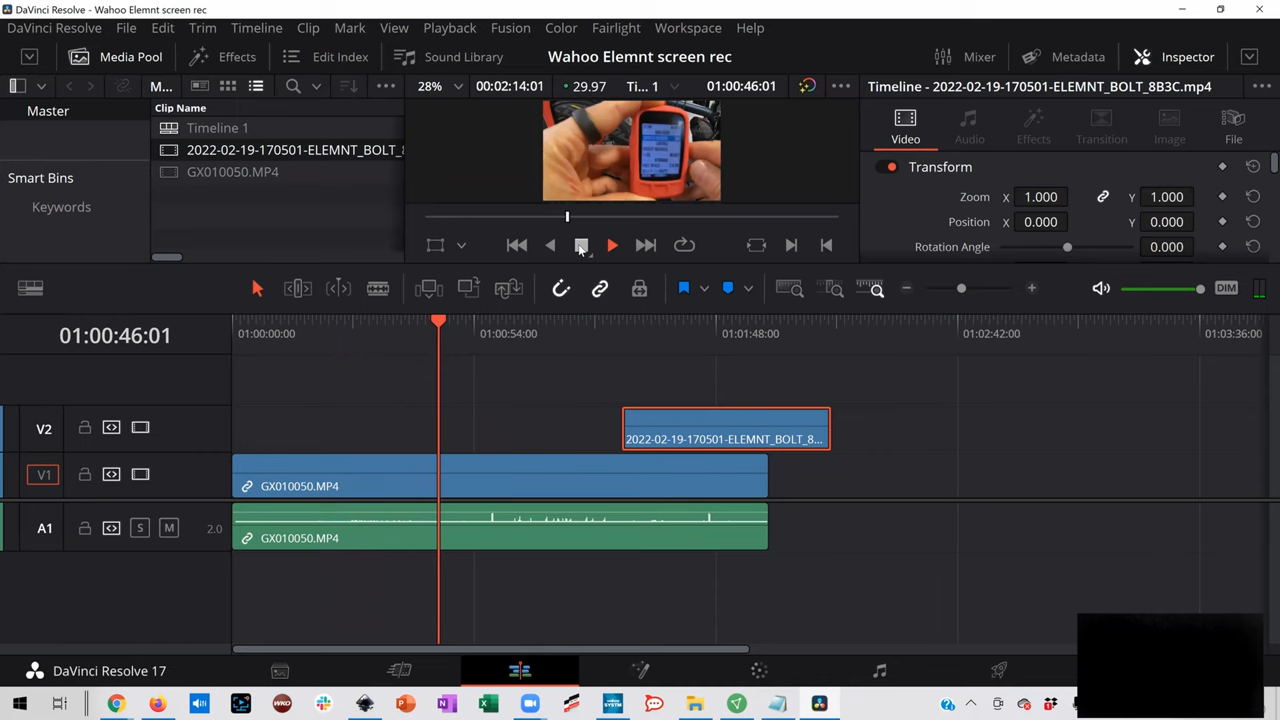 DaVinci Resolve - Wahoo Elemnt screen rec
DaVinci Resolve File Edit Trim Timeline Clip Mark View Playback Fusion Color Fairlight Workspace Help
Media Pool Effects Edit Index Sound Library Wahoo Elemnt screen rec Mixer Metadata Inspector
M... 28% 00:02:14:01 29.97 Ti... 1 01:00:46:01 Timeline - 2022-02-19-170501-ELEMNT_BOLT_8B3C.mp4
Master Clip Name
Timeline 1
2022-02-19-170501-ELEMNT_BOLT_8
GX010050.MP4
Smart Bins
Keywords
Video Audio Effects Transition Image File
Transform
Zoom X 1.000 Y 1.000
Position X 0.000 Y 0.000
Rotation Angle 0.000
DIM
01:00:46:01 01:00:00:00 01:00:54:00 01:01:48:00 01:02:42:00 01:03:36:00
V2
2022-02-19-170501-ELEMNT_BOLT_8...
V1
GX010050.MP4
A1 S M 2.0
GX010050.MP4
DaVinci Resolve 17
WKO
SYSTM